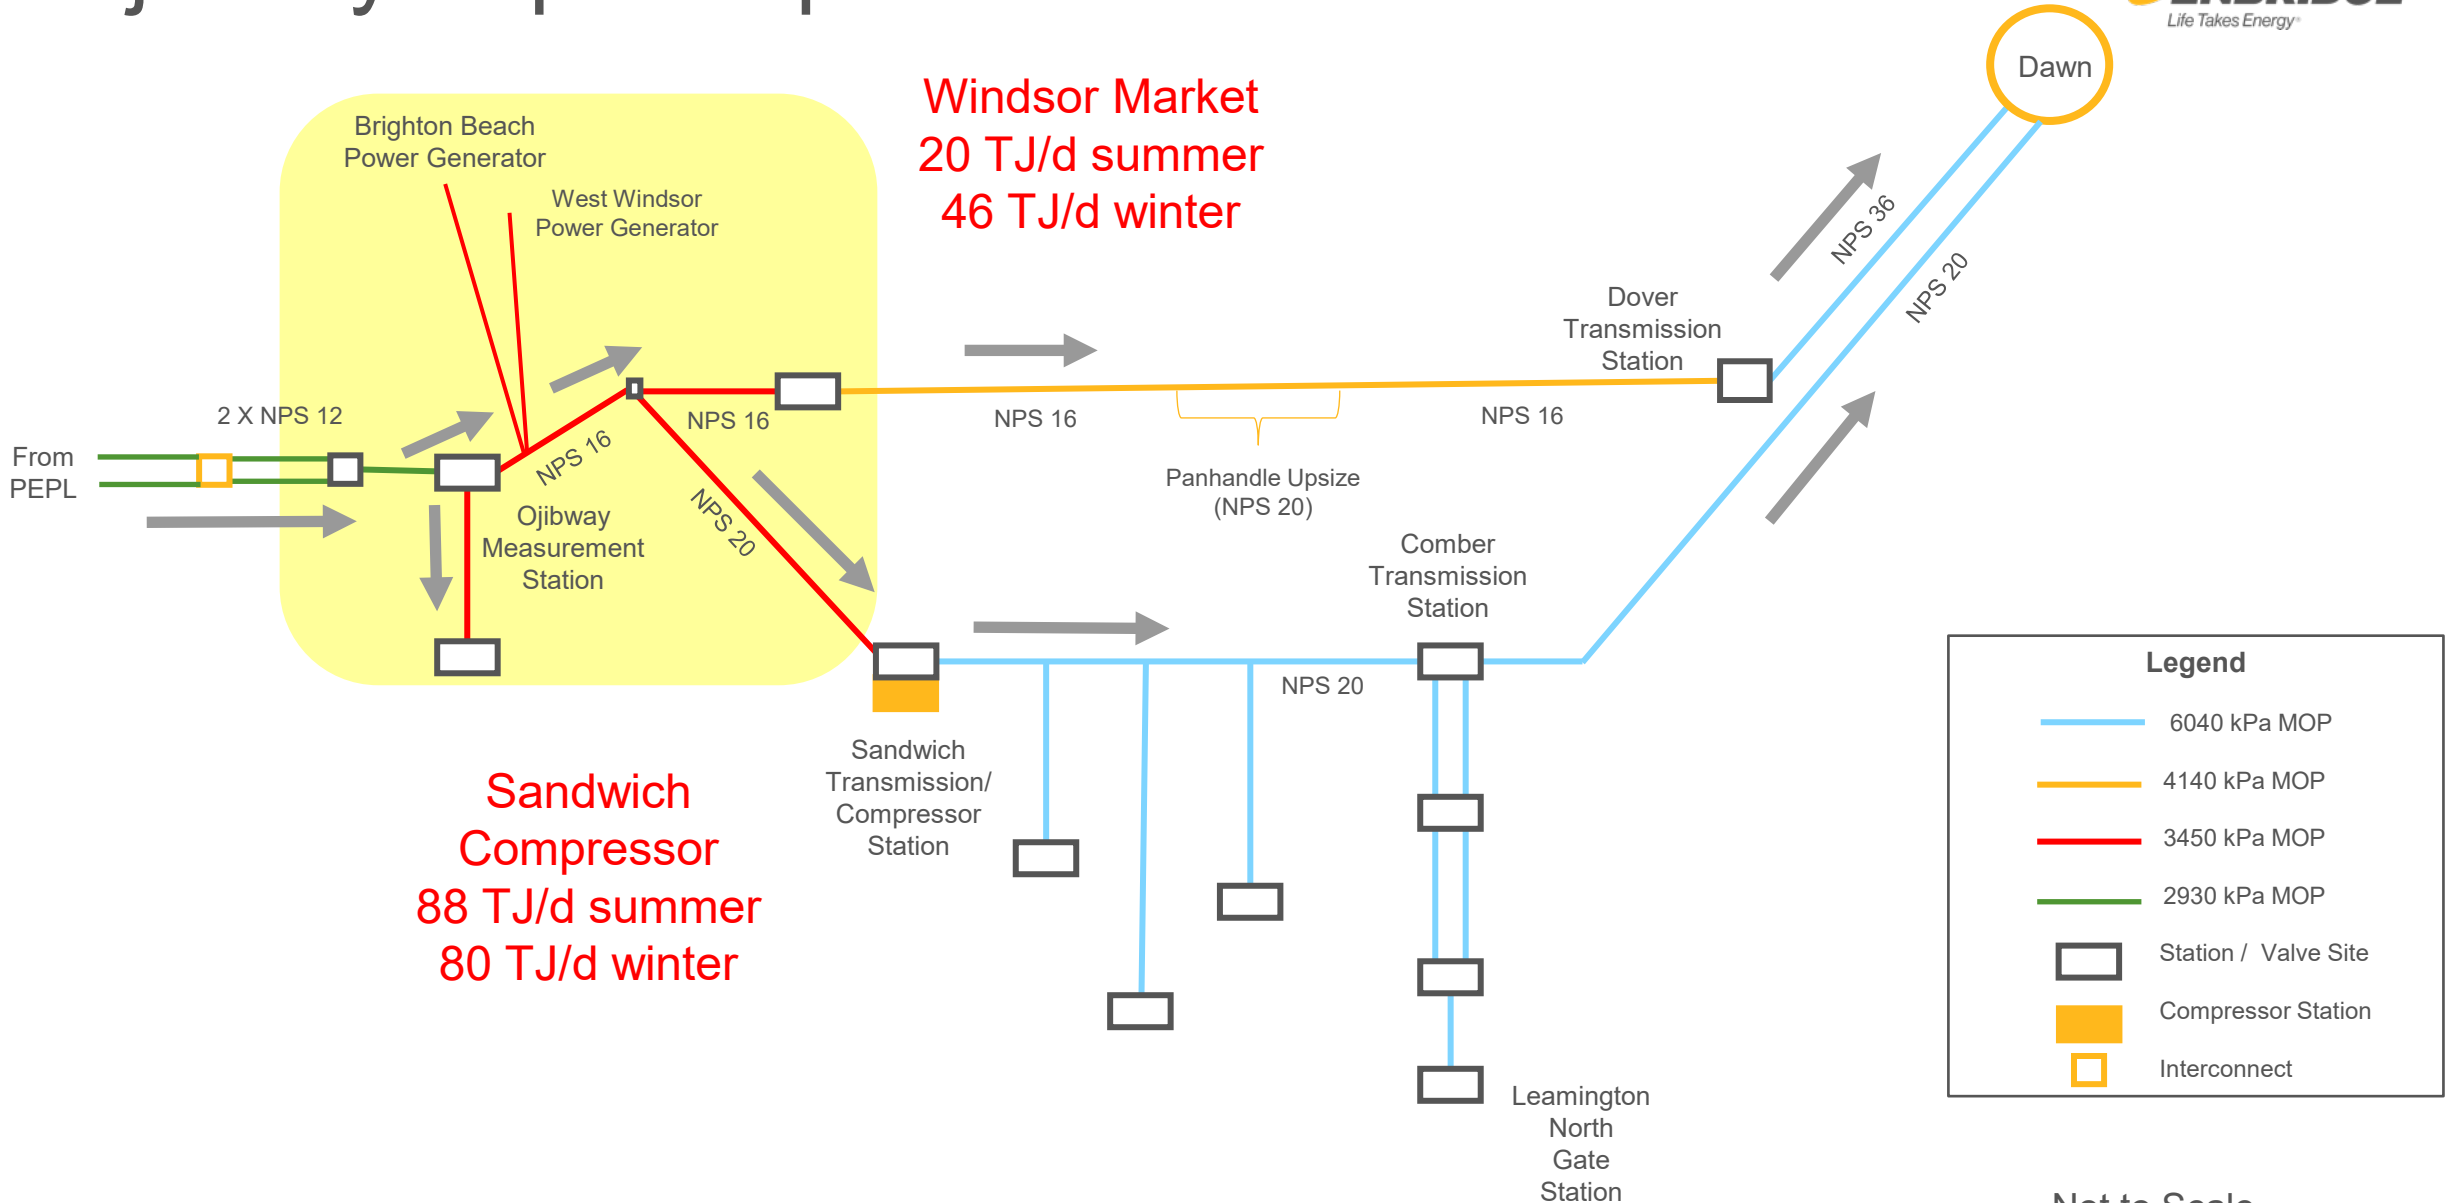 Life Takes Energy
Dawn
Windsor Market
20 TJ/d summer
46 TJ/d winter
Brighton Beach
Power Generator
West Windsor
Power Generator
NPS 36
NPS 20
Dover
Transmission
Station
2 X NPS 12
NPS 16
NPS 16
NPS 16
NPS 16
From
PEPL
Panhandle Upsize
(NPS 20)
NPS 20
Ojibway
Measurement
Station
Comber
Transmission
Station
NPS 20
Sandwich
Transmission/
Compressor
Station
Sandwich
Compressor
88 TJ/d summer
80 TJ/d winter
Leamington
North
Gate
Station
Legend
6040 kPa MOP
4140 kPa MOP
3450 kPa MOP
2930 kPa MOP
Station / Valve Site
Compressor Station
Interconnect
Not to Scale